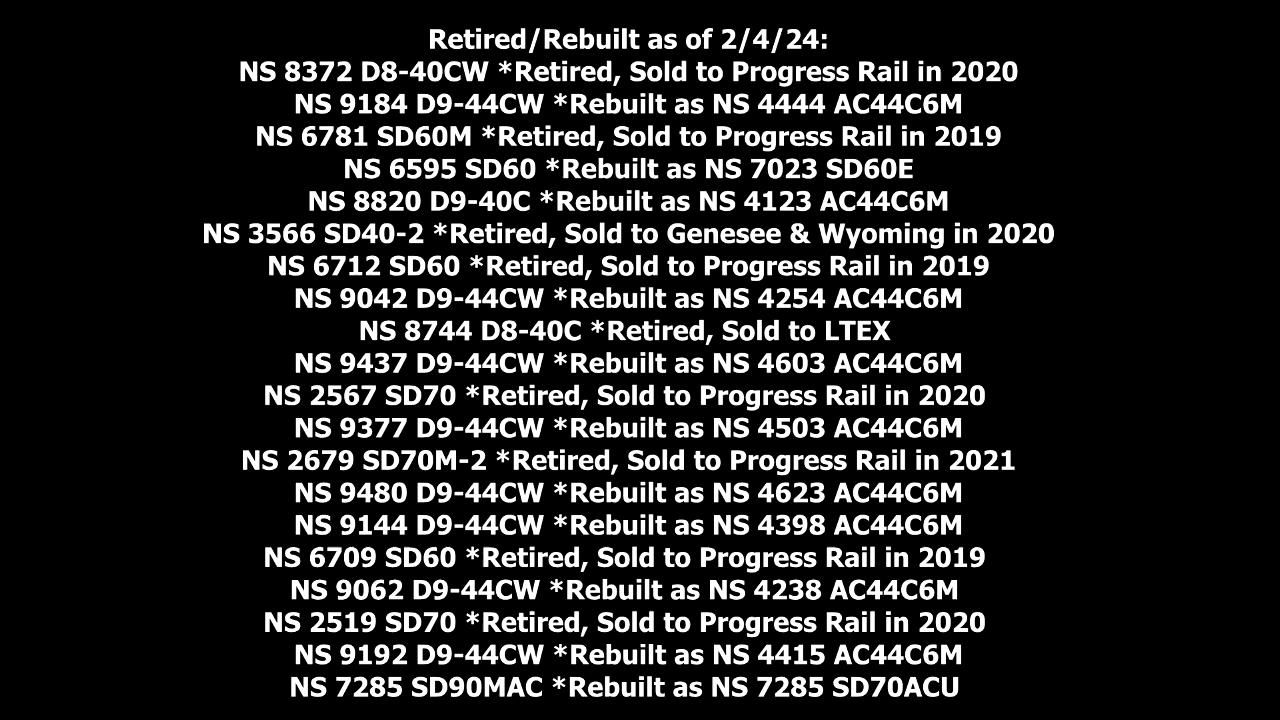 Retired/Rebuilt as of 2/4/24:
NS 8372 D8-40CW *Retired, Sold to Progress Rail in 2020
NS 9184 D9-44CW *Rebuilt as NS 4444 AC44C6M
NS 6781 SD60M *Retired, Sold to Progress Rail in 2019
NS 6595 SD60 *Rebuilt as NS 7023 SD60E
NS 8820 D9-40C *Rebuilt as NS 4123 AC44C6M
NS 3566 SD40-2 *Retired, Sold to Genesee & Wyoming in 2020
NS 6712 SD60 *Retired, Sold to Progress Rail in 2019
NS 9042 D9-44CW *Rebuilt as NS 4254 AC44C6M
NS 8744 D8-40C *Retired, Sold to LTEX
NS 9437 D9-44CW *Rebuilt as NS 4603 AC44C6M
NS 2567 SD70 *Retired, Sold to Progress Rail in 2020
NS 9377 D9-44CW *Rebuilt as NS 4503 AC44C6M
NS 2679 SD70M-2 *Retired, Sold to Progress Rail in 2021
NS 9480 D9-44CW *Rebuilt as NS 4623 AC44C6M
NS 9144 D9-44CW *Rebuilt as NS 4398 AC44C6M
NS 6709 SD60 *Retired, Sold to Progress Rail in 2019
NS 9062 D9-44CW *Rebuilt as NS 4238 AC44C6M
NS 2519 SD70 *Retired, Sold to Progress Rail in 2020
NS 9192 D9-44CW *Rebuilt as NS 4415 AC44C6M
NS 7285 SD90MAC *Rebuilt as NS 7285 SD70ACU